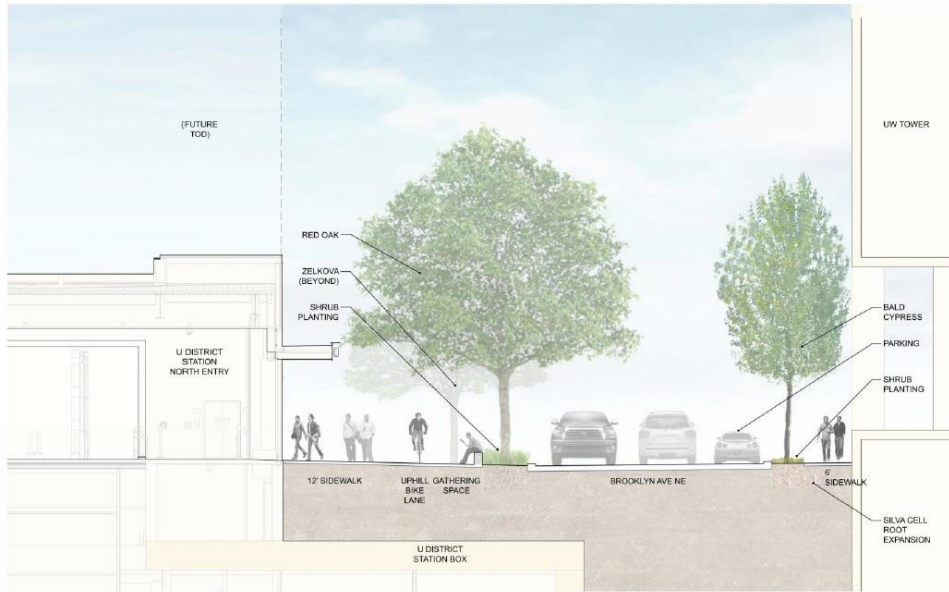 (FUTURE
TOD)
UW TOWER
RED OAK
ZELKOVA
(BEYOND)
SHRUB
PLANTING
BALD
CYPRESS
PARKING
U DISTRICT
STATION
NORTH ENTRY
SHRUB
PLANTING
12' SIDEWALK
UPHILL
BIKE
LANE
GATHERING
SPACE
BROOKLYN AVE NE
6'
SIDEWALK
SILVA CELL
ROOT
EXPANSION
U DISTRICT
STATION BOX